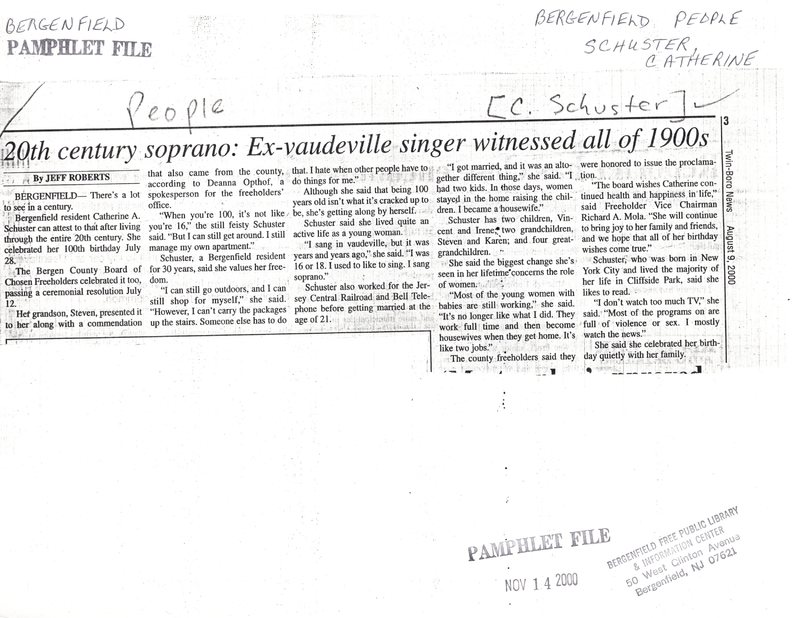 BERGENFIELD
PAMPHLET FILE
BERGENFIELD PEOPLE
SCHUSTER,
CATHERINE
People
[C. Schuster]
3
20th century soprano: Ex-vaudeville singer witnessed all of 1900s
By JEFF ROBERTS
BERGENFIELD— There's a lot
to see in a century.
Bergenfield resident Catherine A.
Schuster can attest to that after living
through the entire 20th century. She
celebrated her 100th birthday July
28.
The Bergen County Board of
Chosen Freeholders celebrated it too,
passing a ceremonial resolution July
12.
Her grandson, Steven, presented it
to her along with a commendation
that also came from the county,
according to Deanna Opthof, a
spokesperson for the freeholders'
office.
"When you're 100, it's not like
you're 16," the still feisty Schuster
said. "But I can still get around. I still
manage my own apartment."
Schuster, a Bergenfield resident
for 30 years, said she values her free-
dom.
"I can still go outdoors, and I can
still shop for myself," she said.
"However, I can't carry the packages
up the stairs. Someone else has to do
that. I hate when other people have to
do things for me."
Although she said that being 100
years old isn't what it's cracked up to
be, she's getting along by herself.
Schuster said she lived quite an
active life as a young woman.
"I sang in vaudeville, but it was
years and years ago," she said. "I was
16 or 18. I used to like to sing. I sang
soprano."
Schuster also worked for the Jer-
sey Central Railroad and Bell Tele-
phone before getting married at the
age of 21.
"I got married, and it was an alto-
gether different thing," she said. "I
had two kids. In those days, women
stayed in the home raising the chil-
dren. I became a housewife."
Schuster has two children, Vin-
cent and Irene; two grandchildren,
Steven and Karen; and four great-
grandchildren.
She said the biggest change she's
seen in her lifetime concerns the role
of women.
"Most of the young women with
babies are still working," she said.
"It's no longer like what I did. They
work full time and then become
housewives when they get home. It's
like two jobs."
The county freeholders said they
were honored to issue the proclama-
tion.
"The board wishes Catherine con-
tinued health and happiness in life,"
said Freeholder Vice Chairman
Richard A. Mola. "She will continue
to bring joy to her family and friends,
and we hope that all of her birthday
wishes come true."
Schuster, who was born in New
York City and lived the majority of
her life in Cliffside Park, said she
likes to read.
"I don't watch too much TV," she
said. "Most of the programs on are
full of violence or sex. I mostly
watch the news."
She said she celebrated her birth-
day quietly with her family.
Twin-Boro News August 9, 2000
PAMPHLET FILE
NOV 14 2000
BERGENFIELD FREE PUBLIC LIBRARY
& INFORMATION CENTER
50 West Clinton Avenue
Bergenfield, NJ 07621